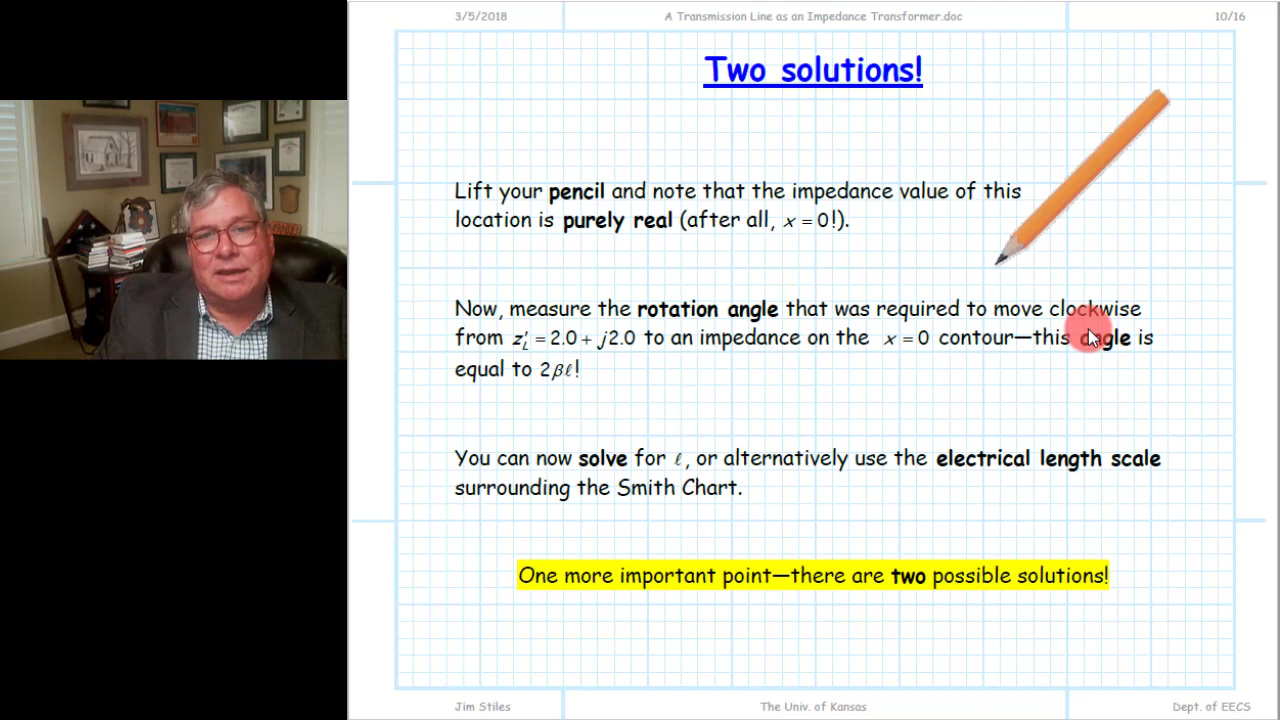 3/5/2018 A Transmission Line as an Impedance Transformer.doc 10/16
Two solutions!
Lift your pencil and note that the impedance value of this
location is purely real (after all, x = 0!).
Now, measure the rotation angle that was required to move clockwise
from z′_L = 2.0 + j2.0 to an impedance on the x = 0 contour—this angle is
equal to 2βℓ!
You can now solve for ℓ, or alternatively use the electrical length scale
surrounding the Smith Chart.
One more important point—there are two possible solutions!
Jim Stiles The Univ. of Kansas Dept. of EECS